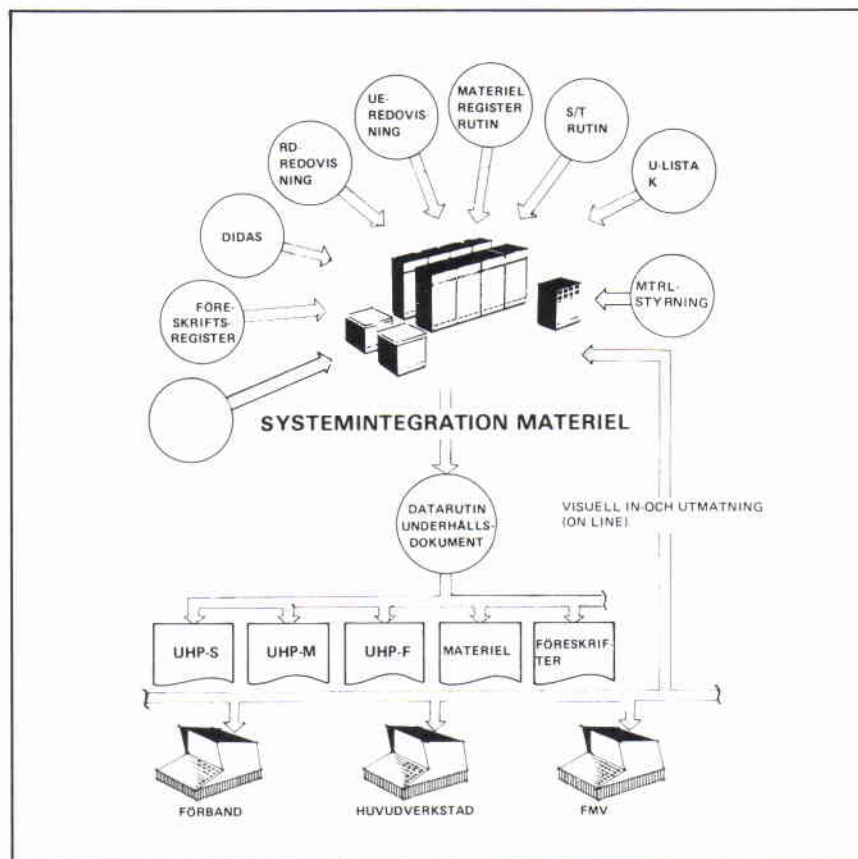 UE-
REDOVIS-
NING
MATERIEL
REGISTER
RUTIN
S/T
RUTIN
RD-
REDOVIS
NING
U-LISTA
K
DIDAS
MTRL-
STYRNING
FÖRE-
SKRIFTS-
REGISTER
SYSTEMINTEGRATION MATERIEL
DATARUTIN
UNDERHÅLLS-
DOKUMENT
VISUELL IN-OCH UTMATNING
(ON LINE)
UHP-S
UHP-M
UHP-F
MATERIEL
FÖRESKRIF-
TER
FÖRBAND
HUVUDVERKSTAD
FMV